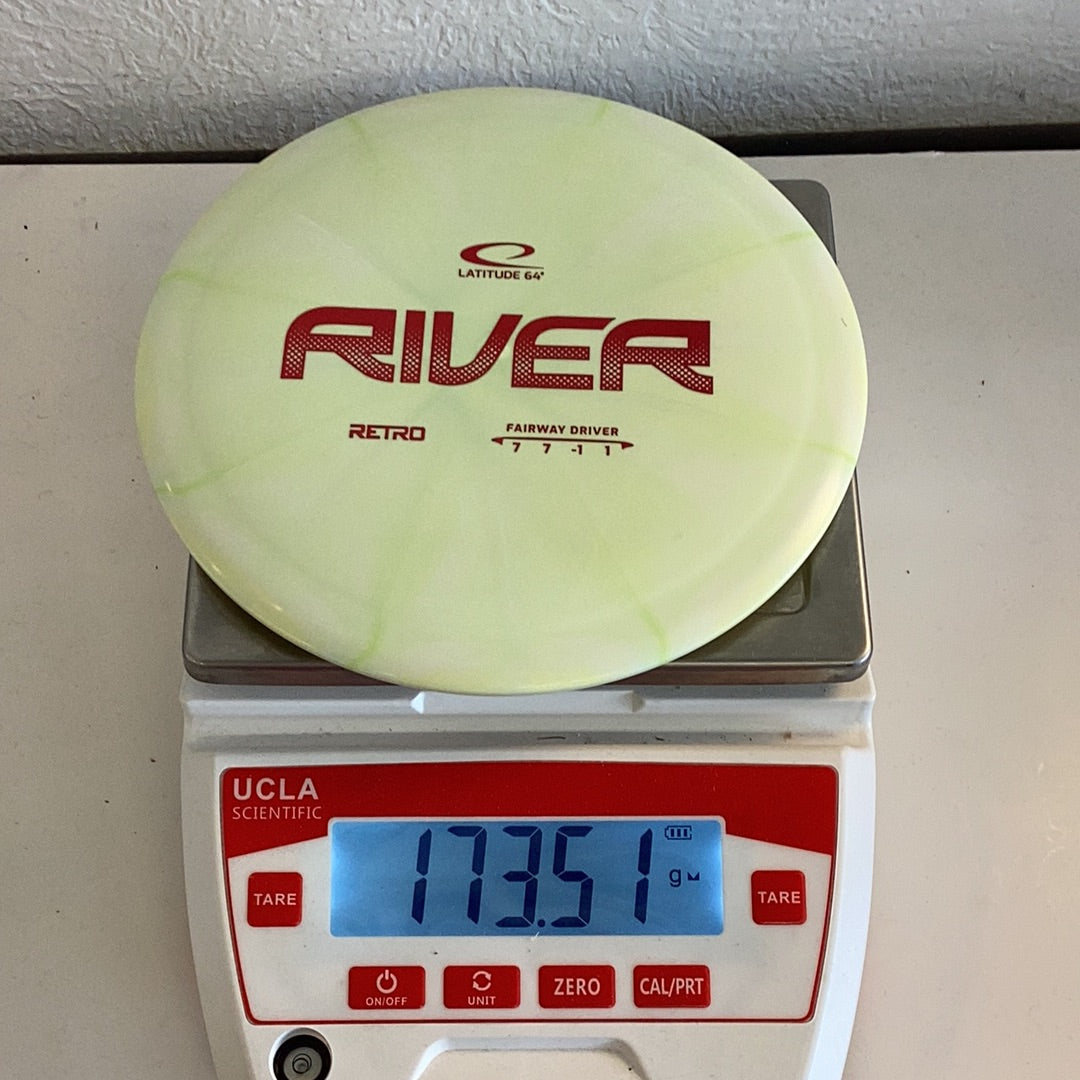 LATITUDE 64°
RIVER
RETRO
FAIRWAY DRIVER
7 7 -1 1
UCLA
SCIENTIFIC
173.51
g
TARE
TARE
ON/OFF
UNIT
ZERO
CAL/PRT